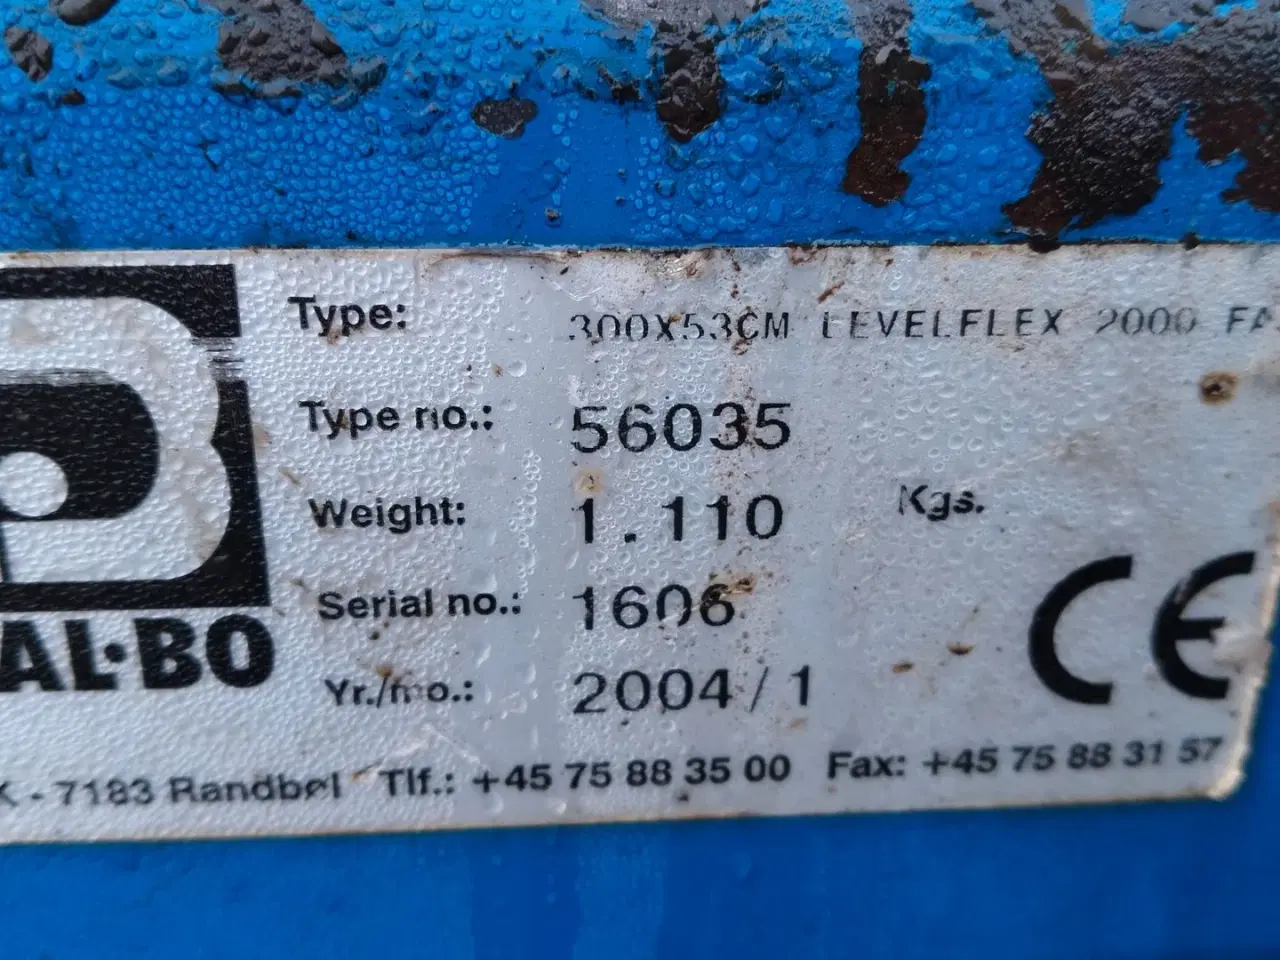 Type: 300X53CM LEVELFLEX 2000 FA
Type no.: 56035
Weight: 1.110 Kgs.
Serial no.: 1606
Yr./mo.: 2004/1
AL·BO
CE
K - 7183 Randbøl Tlf.: +45 75 88 35 00 Fax: +45 75 88 31 57